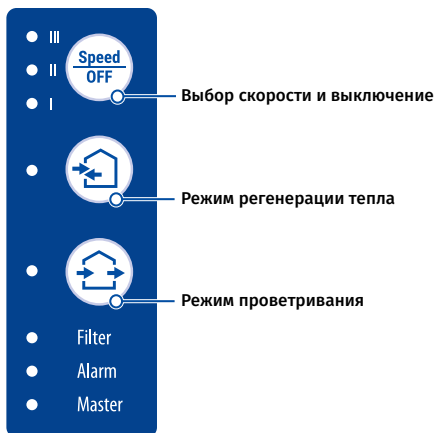 III
Speed
OFF
II
I
Выбор скорости и выключение
Режим регенерации тепла
Режим проветривания
Filter
Alarm
Master